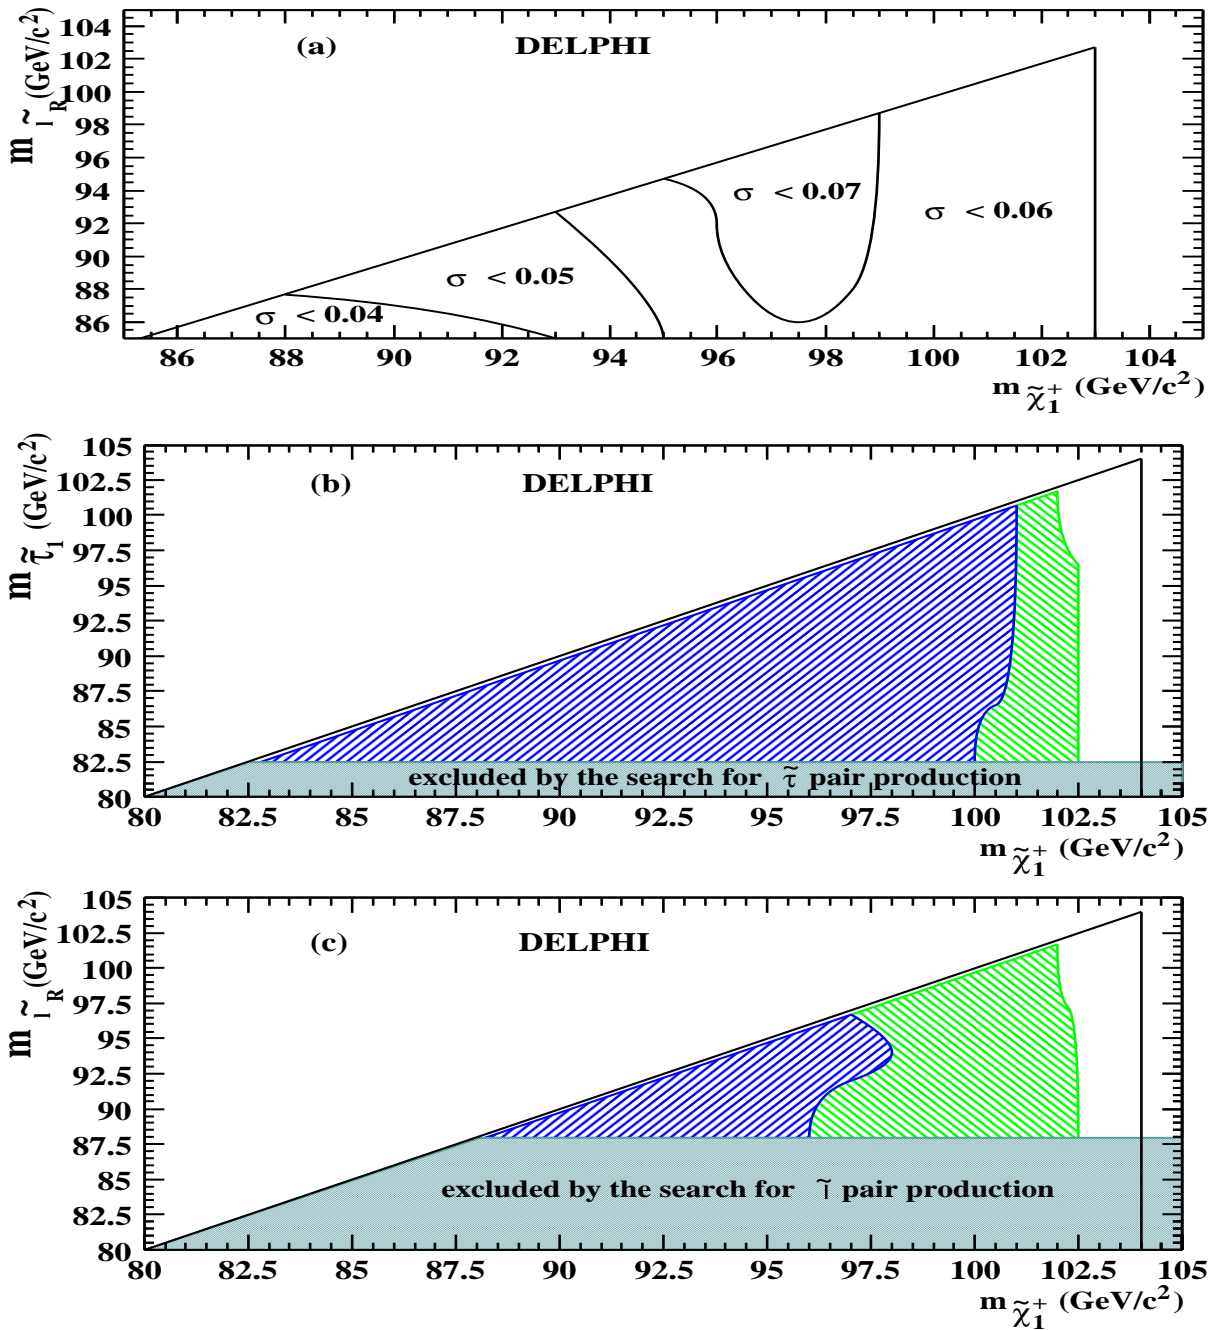 (a) DELPHI
m l̃R (GeV/c²)
104
102
100
98
96
94
92
90
88
86
σ < 0.07
σ < 0.06
σ < 0.05
σ < 0.04
86 88 90 92 94 96 98 100 102 104
m χ̃₁⁺ (GeV/c²)
(b) DELPHI
m τ̃₁ (GeV/c²)
105
102.5
100
97.5
95
92.5
90
87.5
85
82.5
80
excluded by the search for τ̃ pair production
80 82.5 85 87.5 90 92.5 95 97.5 100 102.5 105
m χ̃₁⁺ (GeV/c²)
(c) DELPHI
m l̃R (GeV/c²)
105
102.5
100
97.5
95
92.5
90
87.5
85
82.5
80
excluded by the search for l̃ pair production
80 82.5 85 87.5 90 92.5 95 97.5 100 102.5 105
m χ̃₁⁺ (GeV/c²)